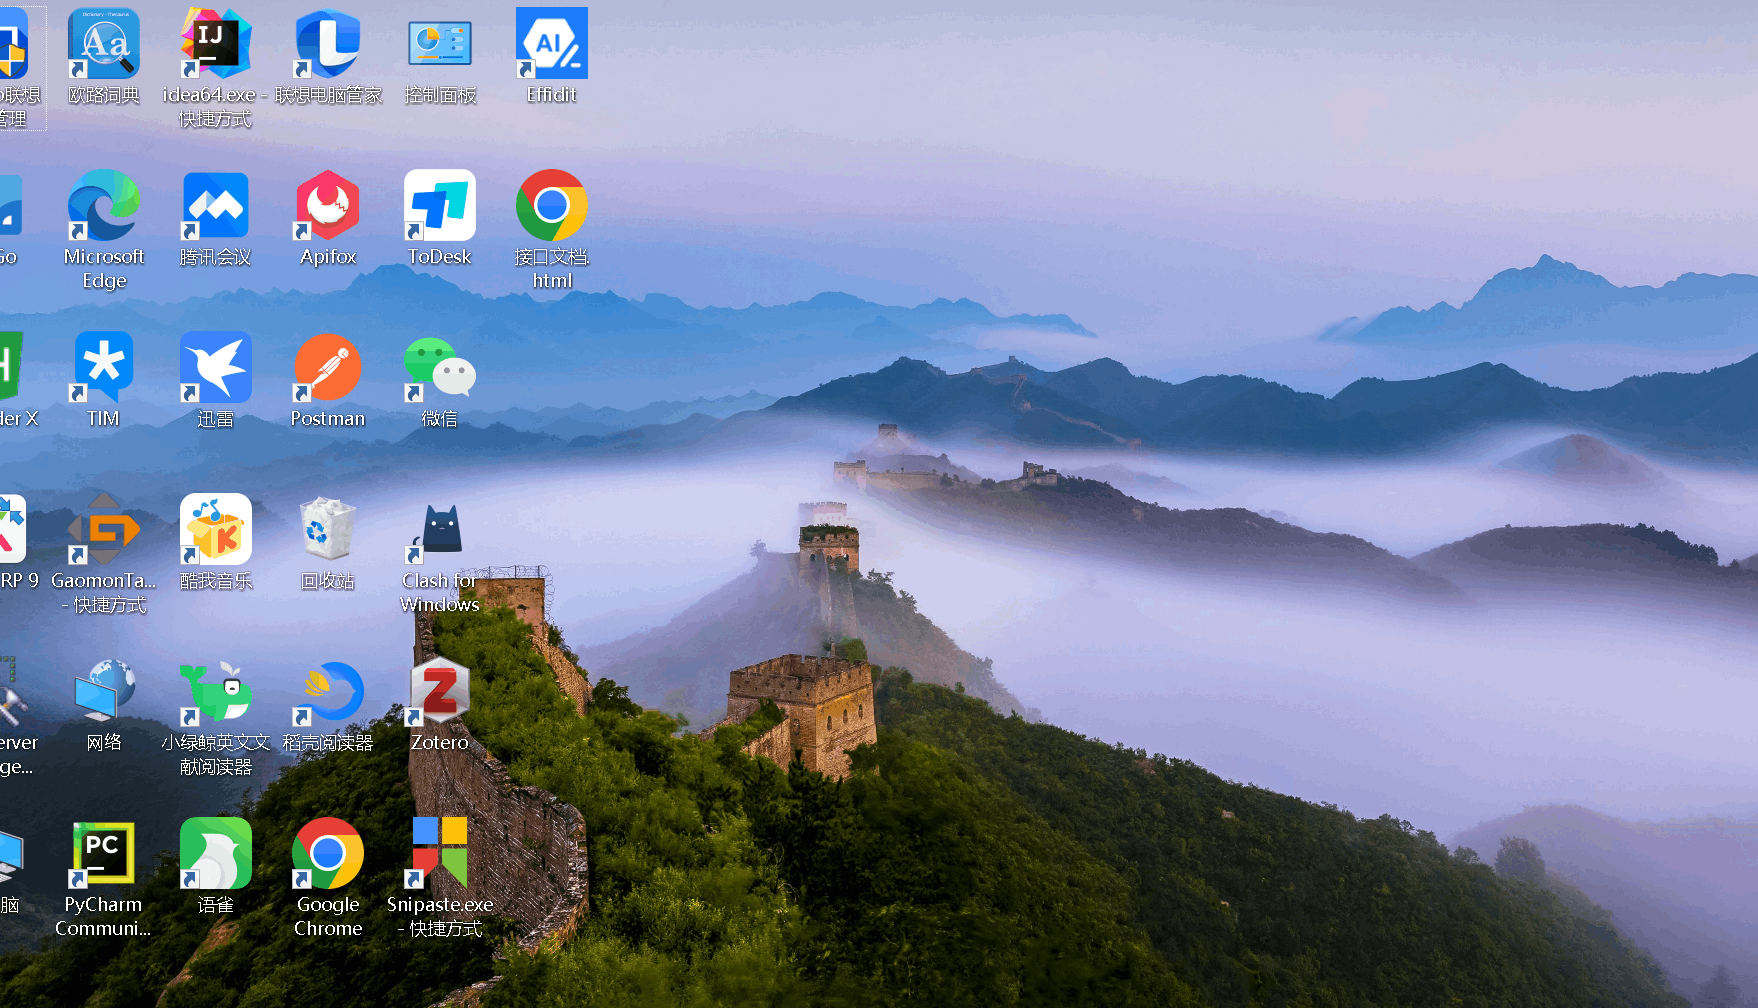 联想
管理
欧路词典
idea64.exe -
快捷方式
联想电脑管家
控制面板
Effidit
Go
Microsoft
Edge
腾讯会议
Apifox
ToDesk
接口文档.
html
der X
TIM
迅雷
Postman
微信
RP 9
GaomonTa...
- 快捷方式
酷我音乐
回收站
Clash for
Windows
erver
ge...
网络
小绿鲸英文文
献阅读器
稻壳阅读器
Zotero
脑
PyCharm
Communi...
语雀
Google
Chrome
Snipaste.exe
- 快捷方式